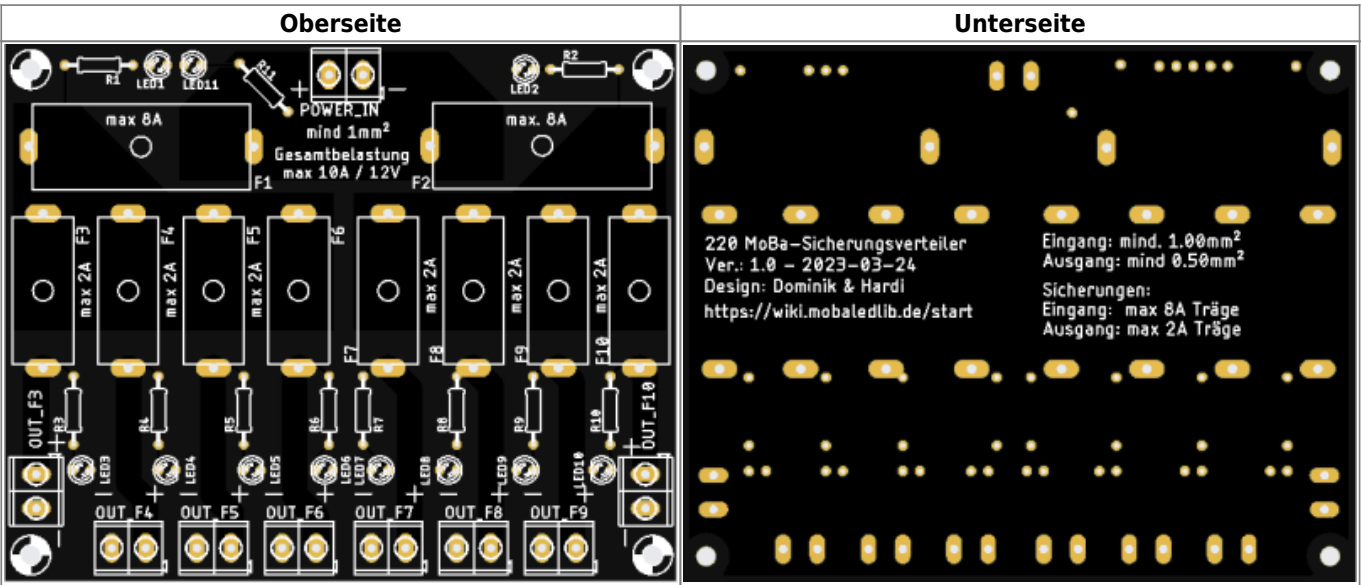 Oberseite
Unterseite
R1
LED1
LED11
R11
+
-
POWER_IN
mind 1mm²
Gesamtbelastung
max 10A / 12V
R2
LED2
max 8A
F1
max. 8A
F2
F3
max 2A
F4
max 2A
F5
max 2A
F6
F7
max 2A
F8
max 2A
F9
max 2A
F10
max 2A
R3
R4
R5
R6
R7
R8
R9
R10
OUT_F3
+
-
OUT_F10
+
-
LED3
LED4
LED5
LED6
LED7
LED8
LED9
LED10
- +
- +
- +
- +
- +
- +
OUT_F4
OUT_F5
OUT_F6
OUT_F7
OUT_F8
OUT_F9
220 MoBa-Sicherungsverteiler
Ver.: 1.0 - 2023-03-24
Design: Dominik & Hardi
https://wiki.mobaledlib.de/start
Eingang: mind. 1.00mm²
Ausgang: mind 0.50mm²
Sicherungen:
Eingang: max 8A Träge
Ausgang: max 2A Träge